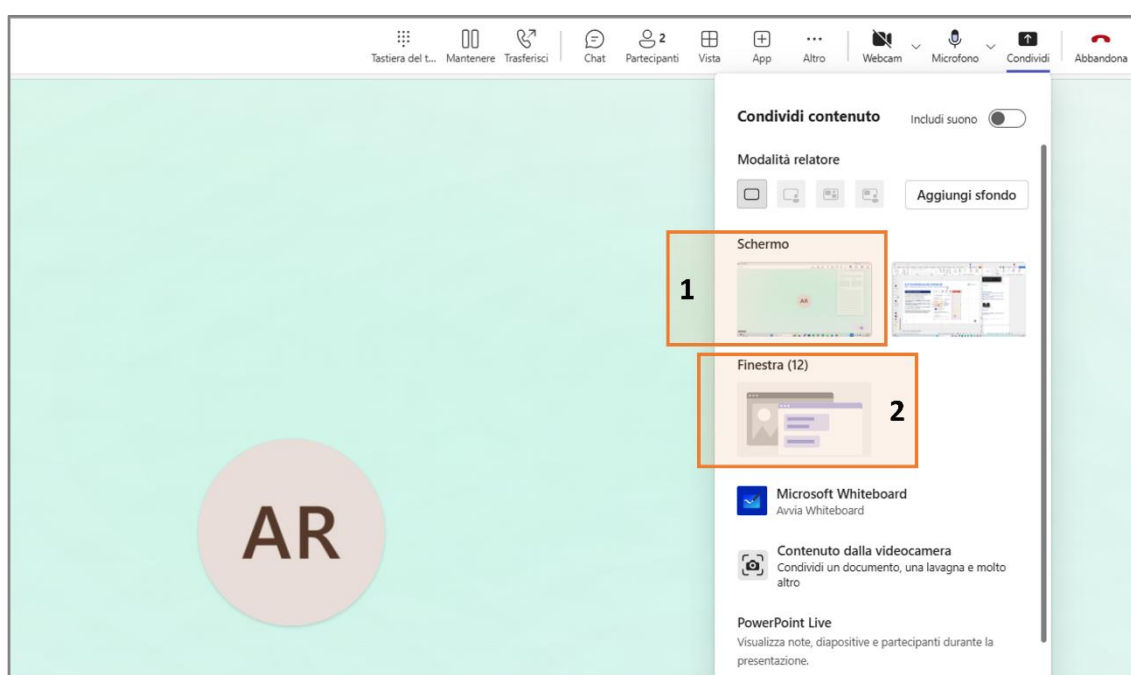 2
Tastiera del t... Mantenere Trasferisci Chat Partecipanti Vista App Altro Webcam Microfono Condividi Abbandona
Condividi contenuto Includi suono
Modalità relatore
Aggiungi sfondo
Schermo
1
AR
Finestra (12)
2
Microsoft Whiteboard
Avvia Whiteboard
AR
Contenuto dalla videocamera
Condividi un documento, una lavagna e molto
altro
PowerPoint Live
Visualizza note, diapositive e partecipanti durante la
presentazione.